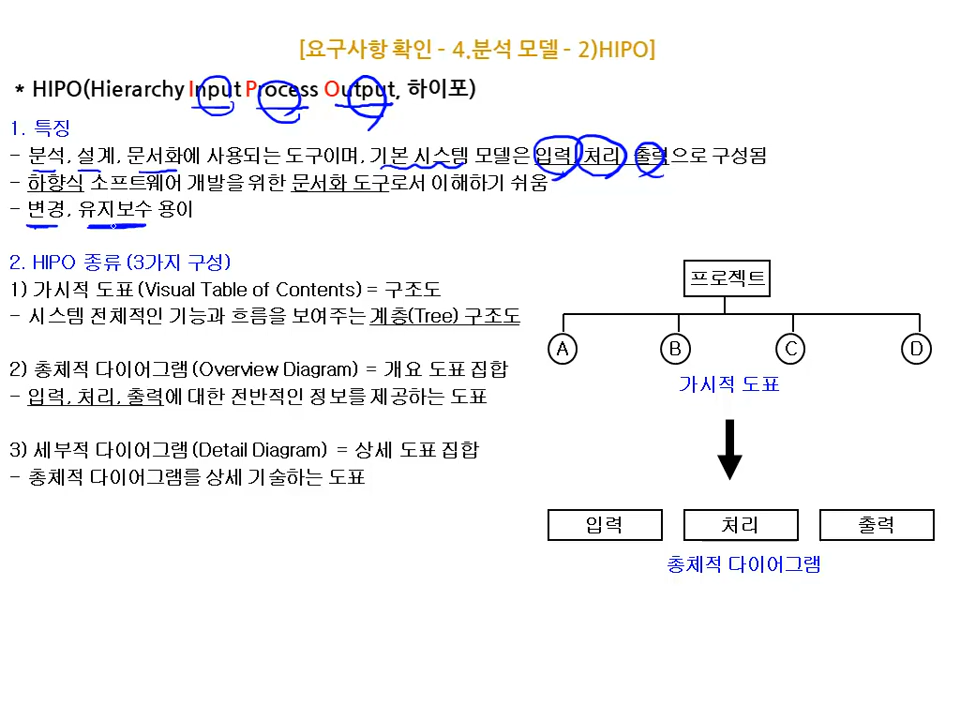 [요구사항 확인 - 4.분석 모델 - 2)HIPO]
* HIPO(Hierarchy Input Process Output, 하이포)
1. 특징
- 분석, 설계, 문서화에 사용되는 도구이며, 기본 시스템 모델은 입력, 처리, 출력으로 구성됨
- 하향식 소프트웨어 개발을 위한 문서화 도구로서 이해하기 쉬움
- 변경, 유지보수 용이
2. HIPO 종류 (3가지 구성)
1) 가시적 도표(Visual Table of Contents) = 구조도
- 시스템 전체적인 기능과 흐름을 보여주는 계층(Tree) 구조도
2) 총체적 다이어그램(Overview Diagram) = 개요 도표 집합
- 입력, 처리, 출력에 대한 전반적인 정보를 제공하는 도표
3) 세부적 다이어그램(Detail Diagram) = 상세 도표 집합
- 총체적 다이어그램를 상세 기술하는 도표
프로젝트
A B C D
가시적 도표
입력 처리 출력
총체적 다이어그램